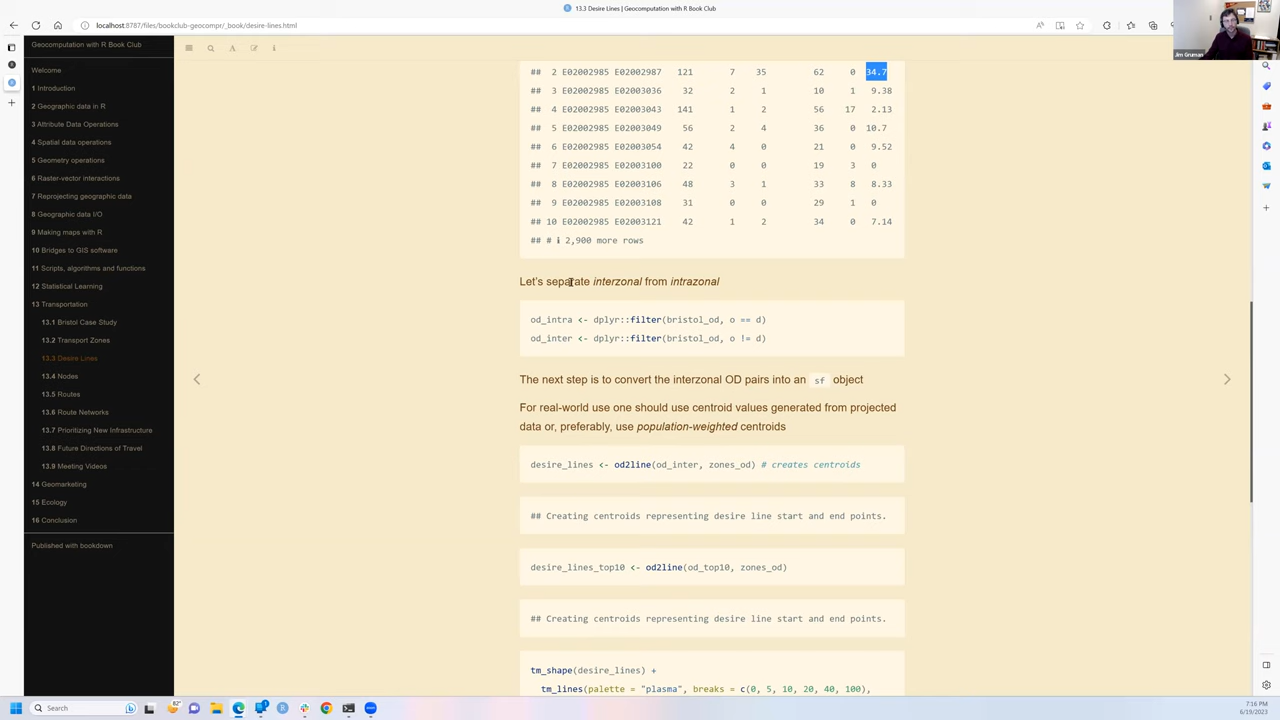 13.3 Desire Lines | Geocomputation with R Book Club
localhost:8787/files/bookclub-geocompr/_book/desire-lines.html
Jim Gruman
Geocomputation with R Book Club
Welcome
1 Introduction
2 Geographic data in R
3 Attribute Data Operations
4 Spatial data operations
5 Geometry operations
6 Raster-vector interactions
7 Reprojecting geographic data
8 Geographic data I/O
9 Making maps with R
10 Bridges to GIS software
11 Scripts, algorithms and functions
12 Statistical Learning
13 Transportation
13.1 Bristol Case Study
13.2 Transport Zones
13.3 Desire Lines
13.4 Nodes
13.5 Routes
13.6 Route Networks
13.7 Prioritizing New Infrastructure
13.8 Future Directions of Travel
13.9 Meeting Videos
14 Geomarketing
15 Ecology
16 Conclusion
Published with bookdown
## 2 E02002985 E02002987 121 7 35 62 0 34.7
## 3 E02002985 E02003036 32 2 1 10 1 9.38
## 4 E02002985 E02003043 141 1 2 56 17 2.13
## 5 E02002985 E02003049 56 2 4 36 0 10.7
## 6 E02002985 E02003054 42 4 0 21 0 9.52
## 7 E02002985 E02003100 22 0 0 19 3 0
## 8 E02002985 E02003106 48 3 1 33 8 8.33
## 9 E02002985 E02003108 31 0 0 29 1 0
## 10 E02002985 E02003121 42 1 2 34 0 7.14
## # ℹ 2,900 more rows
Let's separate interzonal from intrazonal
od_intra <- dplyr::filter(bristol_od, o == d)
od_inter <- dplyr::filter(bristol_od, o != d)
The next step is to convert the interzonal OD pairs into an sf object
For real-world use one should use centroid values generated from projected
data or, preferably, use population-weighted centroids
desire_lines <- od2line(od_inter, zones_od) # creates centroids
## Creating centroids representing desire line start and end points.
desire_lines_top10 <- od2line(od_top10, zones_od)
## Creating centroids representing desire line start and end points.
tm_shape(desire_lines) +
tm_lines(palette = "plasma", breaks = c(0, 5, 10, 20, 40, 100),
Search
82°
7:16 PM
6/19/2023